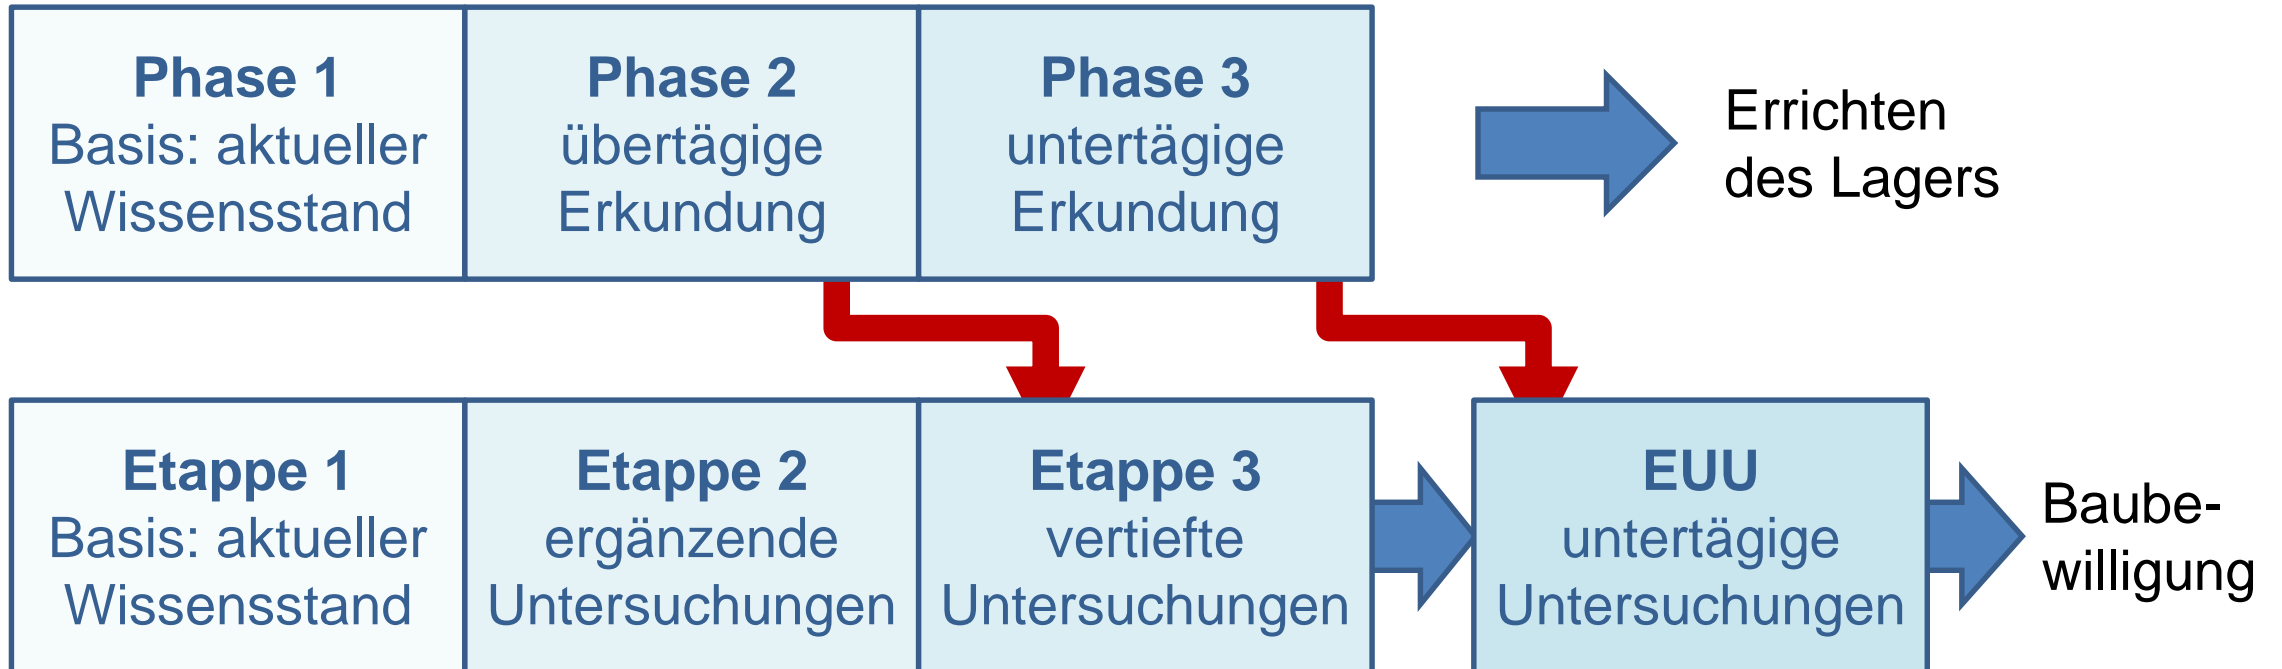 Phase 1
Basis: aktueller
Wissensstand
Phase 2
übertägige
Erkundung
Phase 3
untertägige
Erkundung
Errichten
des Lagers
Etappe 1
Basis: aktueller
Wissensstand
Etappe 2
ergänzende
Untersuchungen
Etappe 3
vertiefte
Untersuchungen
EUU
untertägige
Untersuchungen
Baube-
willigung